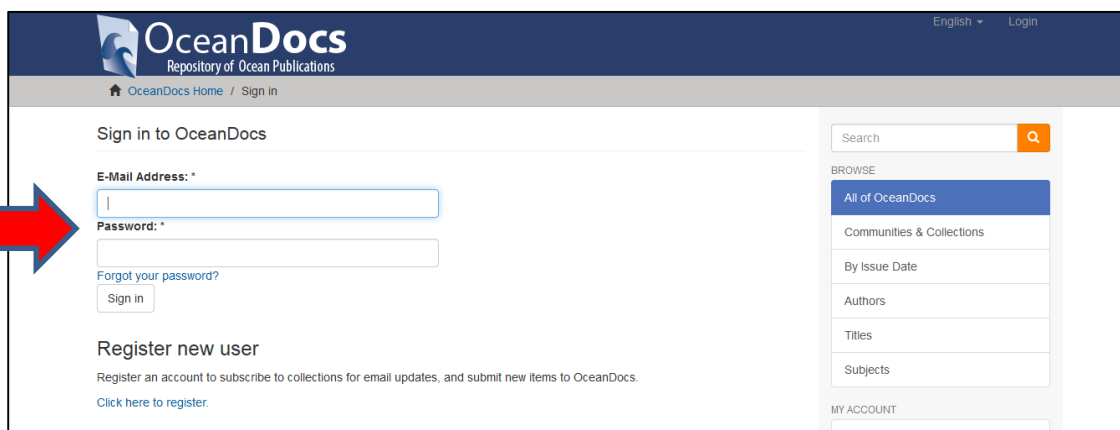 English Login
OceanDocs
Repository of Ocean Publications
OceanDocs Home / Sign in
Sign in to OceanDocs
E-Mail Address: *
Password: *
Forgot your password?
Sign in
Register new user
Register an account to subscribe to collections for email updates, and submit new items to OceanDocs.
Click here to register.
Search
BROWSE
All of OceanDocs
Communities & Collections
By Issue Date
Authors
Titles
Subjects
MY ACCOUNT